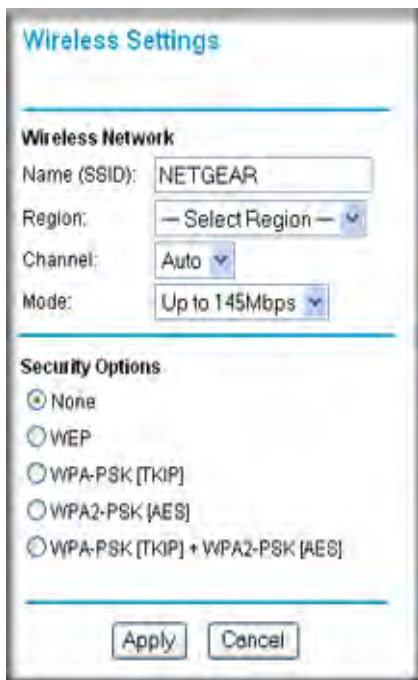 Wireless Settings
Wireless Network
Name (SSID): NETGEAR
Region: — Select Region —
Channel: Auto
Mode: Up to 145Mbps
Security Options
None
WEP
WPA-PSK [TKIP]
WPA2-PSK [AES]
WPA-PSK [TKIP] + WPA2-PSK [AES]
Apply Cancel